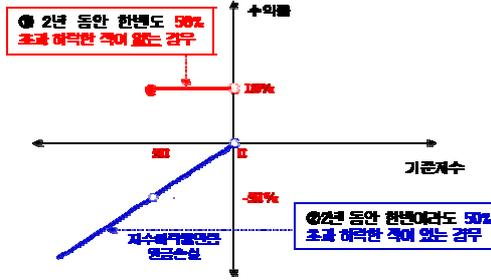 수익률
① 2년 동안 한번도 50%
초과 하락한 적이 없는 경우
기준지수
②2년 동안 한번이라도 50%
초과 하락한 적이 있는 경우
지수하락률만큼
원금손실